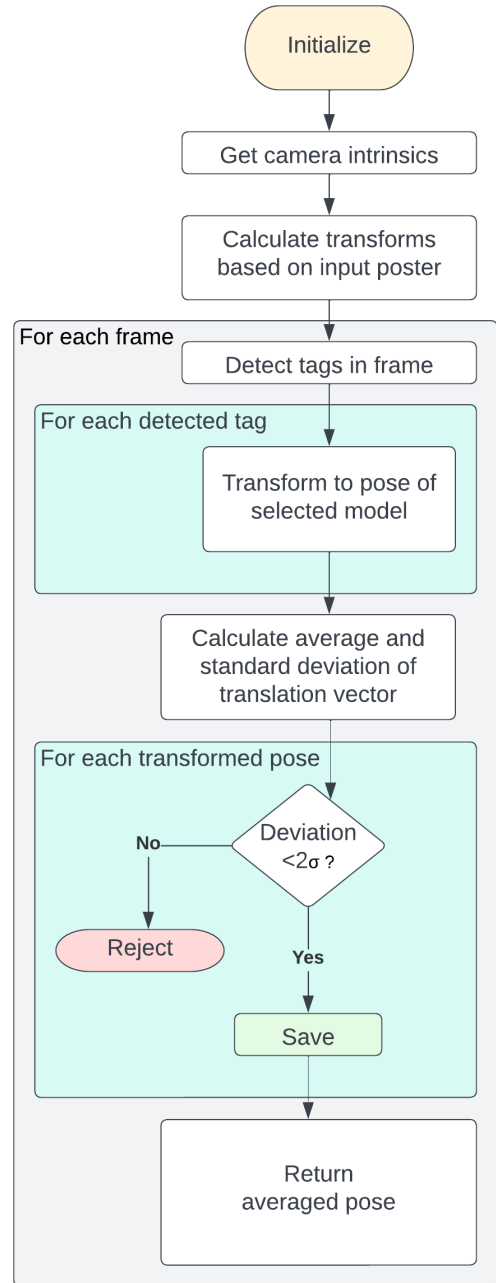 Initialize
Get camera intrinsics
Calculate transforms
based on input poster
For each frame
Detect tags in frame
For each detected tag
Transform to pose of
selected model
Calculate average and
standard deviation of
translation vector
For each transformed pose
Deviation
<2σ ?
No
Reject
Yes
Save
Return
averaged pose